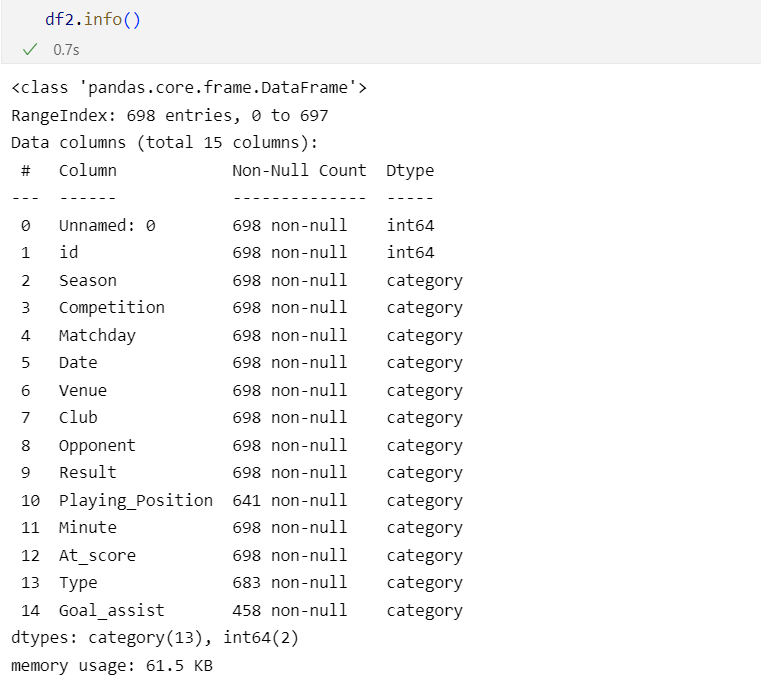 df2.info()
0.7s
<class 'pandas.core.frame.DataFrame'>
RangeIndex: 698 entries, 0 to 697
Data columns (total 15 columns):
 #   Column            Non-Null Count  Dtype
---  ------            --------------  -----
 0   Unnamed: 0        698 non-null    int64
 1   id                698 non-null    int64
 2   Season            698 non-null    category
 3   Competition       698 non-null    category
 4   Matchday          698 non-null    category
 5   Date              698 non-null    category
 6   Venue             698 non-null    category
 7   Club              698 non-null    category
 8   Opponent          698 non-null    category
 9   Result            698 non-null    category
 10  Playing_Position  641 non-null    category
 11  Minute            698 non-null    category
 12  At_score          698 non-null    category
 13  Type              683 non-null    category
 14  Goal_assist       458 non-null    category
dtypes: category(13), int64(2)
memory usage: 61.5 KB